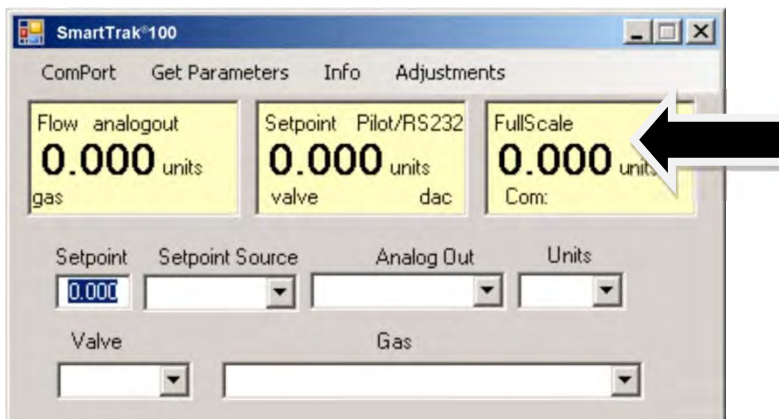 SmartTrak®100
ComPort Get Parameters Info Adjustments
Flow analogout
0.000 units
gas
Setpoint Pilot/RS232
0.000 units
valve dac
FullScale
0.000 units
Com:
Setpoint Setpoint Source Analog Out Units
0.000
Valve Gas